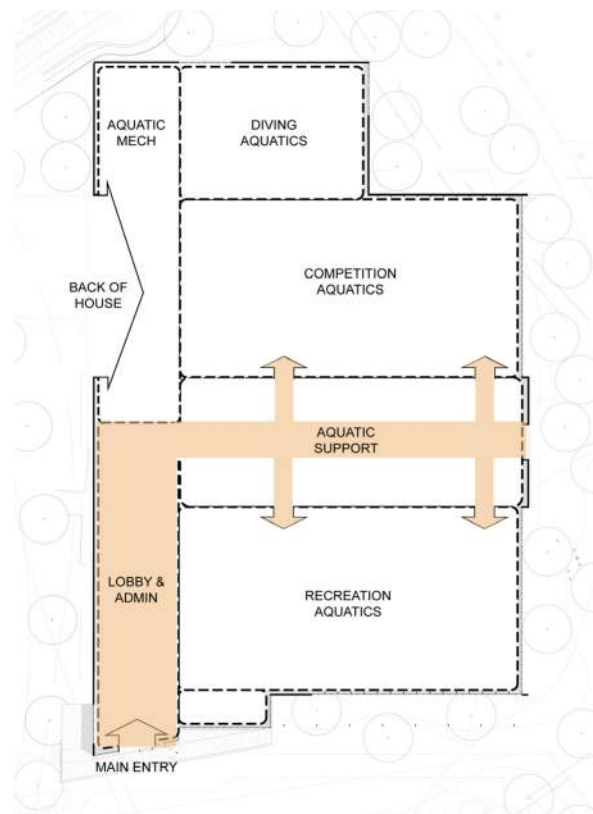 AQUATIC
MECH
DIVING
AQUATICS
BACK OF
HOUSE
COMPETITION
AQUATICS
AQUATIC
SUPPORT
LOBBY &
ADMIN
RECREATION
AQUATICS
MAIN ENTRY